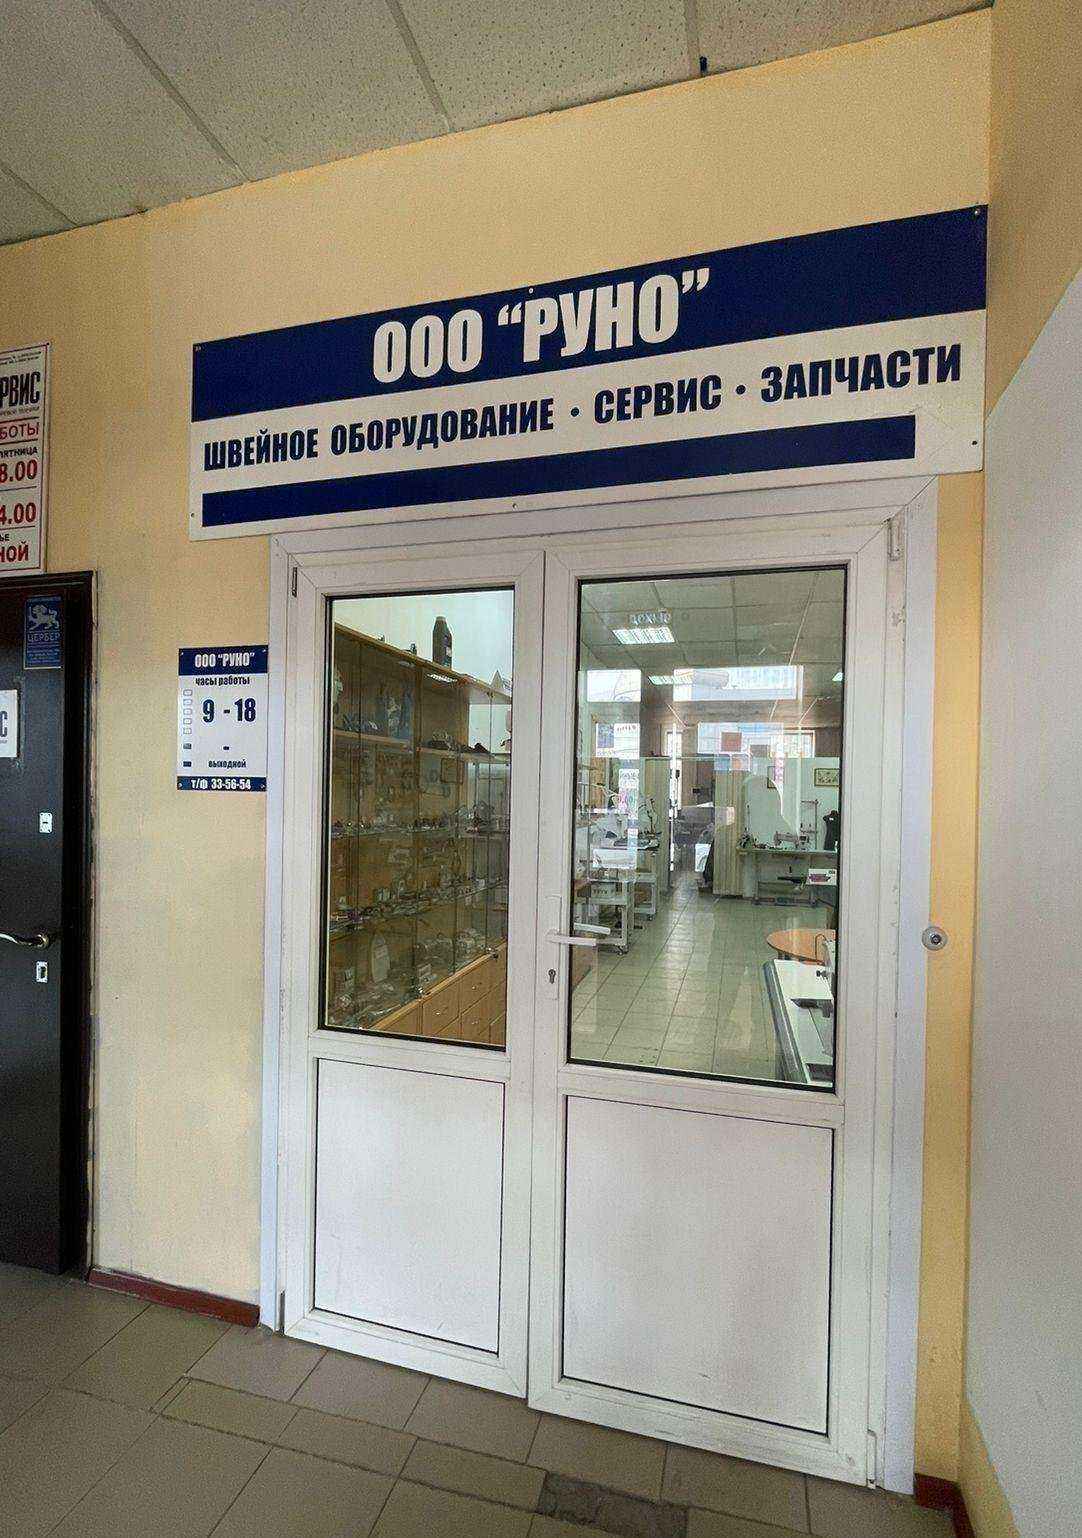 ООО “РУНО”
ШВЕЙНОЕ ОБОРУДОВАНИЕ · СЕРВИС · ЗАПЧАСТИ
РВИС
БОТЫ
ПЯТНИЦА
8.00
4.00
ЬЕ
НОЙ
ЦЕРБЕР
С
ООО “РУНО”
часы работы
9 - 18
-
выходной
т/ф 33-56-54